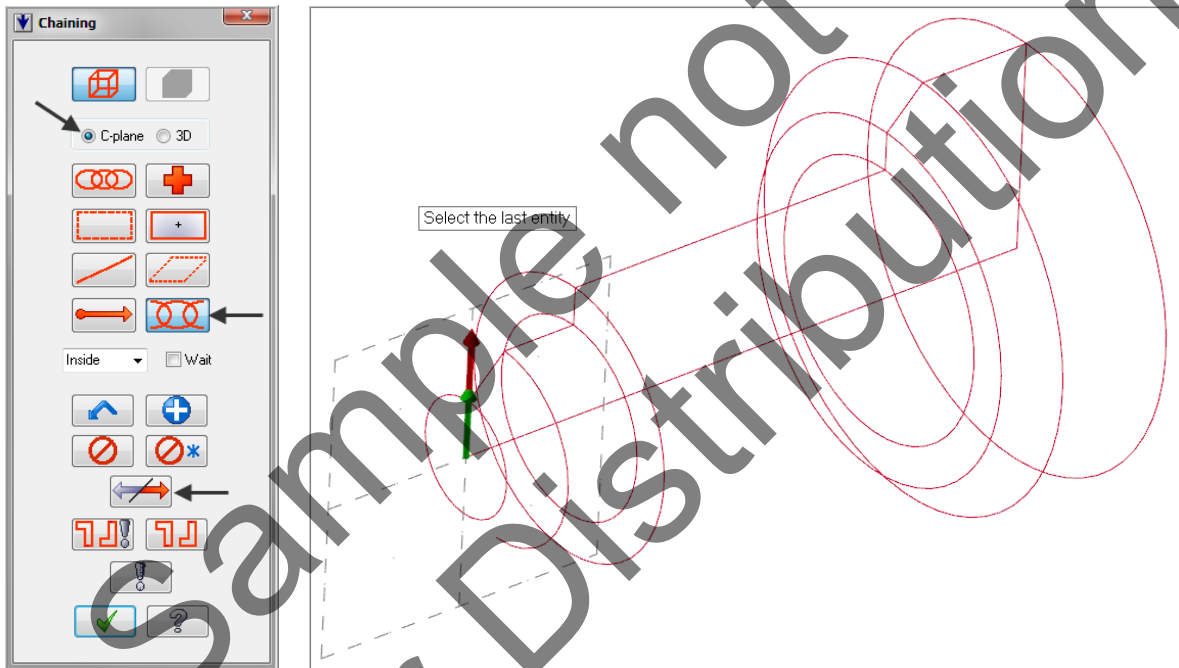 Chaining
C-plane 3D
Select the last entity
Inside Wait
Sample not
for Distribution